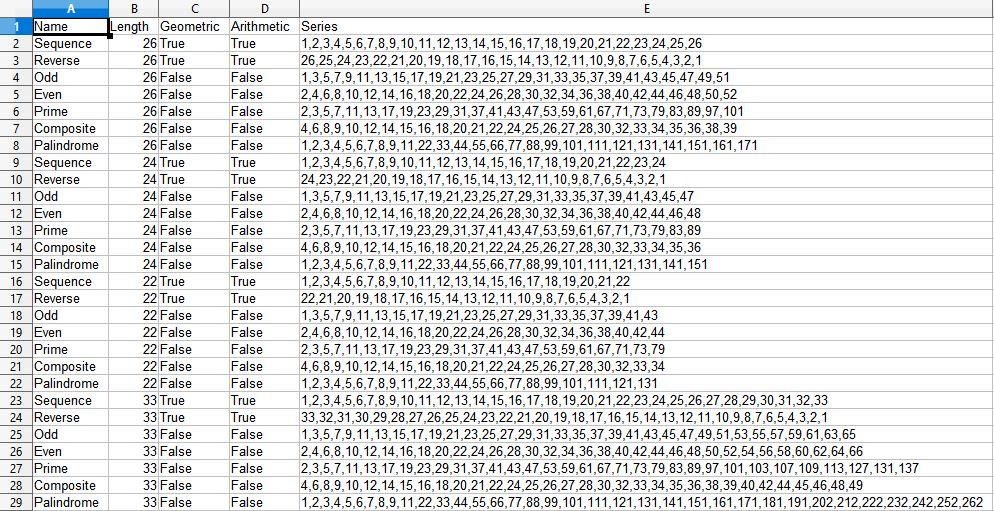 A B C D E
1 Name Length Geometric Arithmetic Series
2 Sequence 26 True True 1,2,3,4,5,6,7,8,9,10,11,12,13,14,15,16,17,18,19,20,21,22,23,24,25,26
3 Reverse 26 True True 26,25,24,23,22,21,20,19,18,17,16,15,14,13,12,11,10,9,8,7,6,5,4,3,2,1
4 Odd 26 False False 1,3,5,7,9,11,13,15,17,19,21,23,25,27,29,31,33,35,37,39,41,43,45,47,49,51
5 Even 26 False False 2,4,6,8,10,12,14,16,18,20,22,24,26,28,30,32,34,36,38,40,42,44,46,48,50,52
6 Prime 26 False False 2,3,5,7,11,13,17,19,23,29,31,37,41,43,47,53,59,61,67,71,73,79,83,89,97,101
7 Composite 26 False False 4,6,8,9,10,12,14,15,16,18,20,21,22,24,25,26,27,28,30,32,33,34,35,36,38,39
8 Palindrome 26 False False 1,2,3,4,5,6,7,8,9,11,22,33,44,55,66,77,88,99,101,111,121,131,141,151,161,171
9 Sequence 24 True True 1,2,3,4,5,6,7,8,9,10,11,12,13,14,15,16,17,18,19,20,21,22,23,24
10 Reverse 24 True True 24,23,22,21,20,19,18,17,16,15,14,13,12,11,10,9,8,7,6,5,4,3,2,1
11 Odd 24 False False 1,3,5,7,9,11,13,15,17,19,21,23,25,27,29,31,33,35,37,39,41,43,45,47
12 Even 24 False False 2,4,6,8,10,12,14,16,18,20,22,24,26,28,30,32,34,36,38,40,42,44,46,48
13 Prime 24 False False 2,3,5,7,11,13,17,19,23,29,31,37,41,43,47,53,59,61,67,71,73,79,83,89
14 Composite 24 False False 4,6,8,9,10,12,14,15,16,18,20,21,22,24,25,26,27,28,30,32,33,34,35,36
15 Palindrome 24 False False 1,2,3,4,5,6,7,8,9,11,22,33,44,55,66,77,88,99,101,111,121,131,141,151
16 Sequence 22 True True 1,2,3,4,5,6,7,8,9,10,11,12,13,14,15,16,17,18,19,20,21,22
17 Reverse 22 True True 22,21,20,19,18,17,16,15,14,13,12,11,10,9,8,7,6,5,4,3,2,1
18 Odd 22 False False 1,3,5,7,9,11,13,15,17,19,21,23,25,27,29,31,33,35,37,39,41,43
19 Even 22 False False 2,4,6,8,10,12,14,16,18,20,22,24,26,28,30,32,34,36,38,40,42,44
20 Prime 22 False False 2,3,5,7,11,13,17,19,23,29,31,37,41,43,47,53,59,61,67,71,73,79
21 Composite 22 False False 4,6,8,9,10,12,14,15,16,18,20,21,22,24,25,26,27,28,30,32,33,34
22 Palindrome 22 False False 1,2,3,4,5,6,7,8,9,11,22,33,44,55,66,77,88,99,101,111,121,131
23 Sequence 33 True True 1,2,3,4,5,6,7,8,9,10,11,12,13,14,15,16,17,18,19,20,21,22,23,24,25,26,27,28,29,30,31,32,33
24 Reverse 33 True True 33,32,31,30,29,28,27,26,25,24,23,22,21,20,19,18,17,16,15,14,13,12,11,10,9,8,7,6,5,4,3,2,1
25 Odd 33 False False 1,3,5,7,9,11,13,15,17,19,21,23,25,27,29,31,33,35,37,39,41,43,45,47,49,51,53,55,57,59,61,63,65
26 Even 33 False False 2,4,6,8,10,12,14,16,18,20,22,24,26,28,30,32,34,36,38,40,42,44,46,48,50,52,54,56,58,60,62,64,66
27 Prime 33 False False 2,3,5,7,11,13,17,19,23,29,31,37,41,43,47,53,59,61,67,71,73,79,83,89,97,101,103,107,109,113,127,131,137
28 Composite 33 False False 4,6,8,9,10,12,14,15,16,18,20,21,22,24,25,26,27,28,30,32,33,34,35,36,38,39,40,42,44,45,46,48,49
29 Palindrome 33 False False 1,2,3,4,5,6,7,8,9,11,22,33,44,55,66,77,88,99,101,111,121,131,141,151,161,171,181,191,202,212,222,232,242,252,262